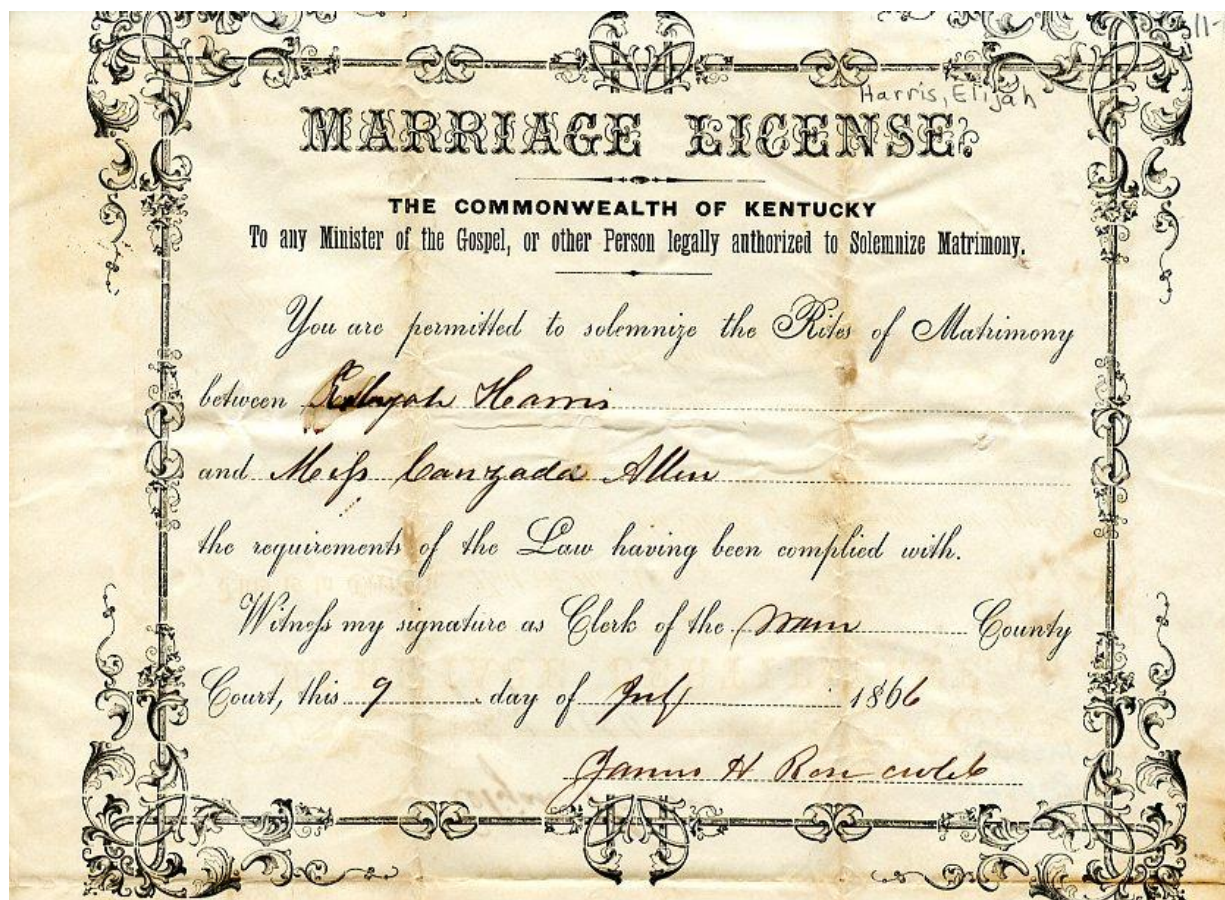 11-
Harris, Elijah
MARRIAGE LICENSE.
THE COMMONWEALTH OF KENTUCKY
To any Minister of the Gospel, or other Person legally authorized to Solemnize Matrimony.
You are permitted to solemnize the Rites of Matrimony
between Elijah Harris
and Miss Canzada Allen
the requirements of the Law having been complied with.
Witness my signature as Clerk of the County
Court, this 9 day of July 1866
James H